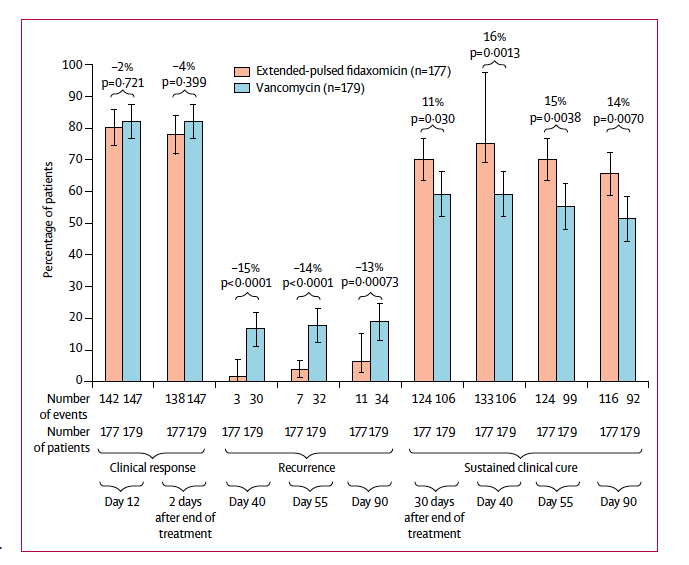 16%
p=0·0013
−2%
p=0·721
−4%
p=0·399
Extended-pulsed fidaxomicin (n=177)
Vancomycin (n=179)
11%
p=0·030
15%
p=0·0038
14%
p=0·0070
−15%
p<0·0001
−14%
p<0·0001
−13%
p=0·00073
Percentage of patients
100
90
80
70
60
50
40
30
20
10
0
Number of events
142 147 138 147 3 30 7 32 11 34 124 106 133 106 124 99 116 92
Number of patients
177 179 177 179 177 179 177 179 177 179 177 179 177 179 177 179 177 179
Clinical response
Recurrence
Sustained clinical cure
Day 12
2 days
after end of
treatment
Day 40
Day 55
Day 90
30 days
after end of
treatment
Day 40
Day 55
Day 90